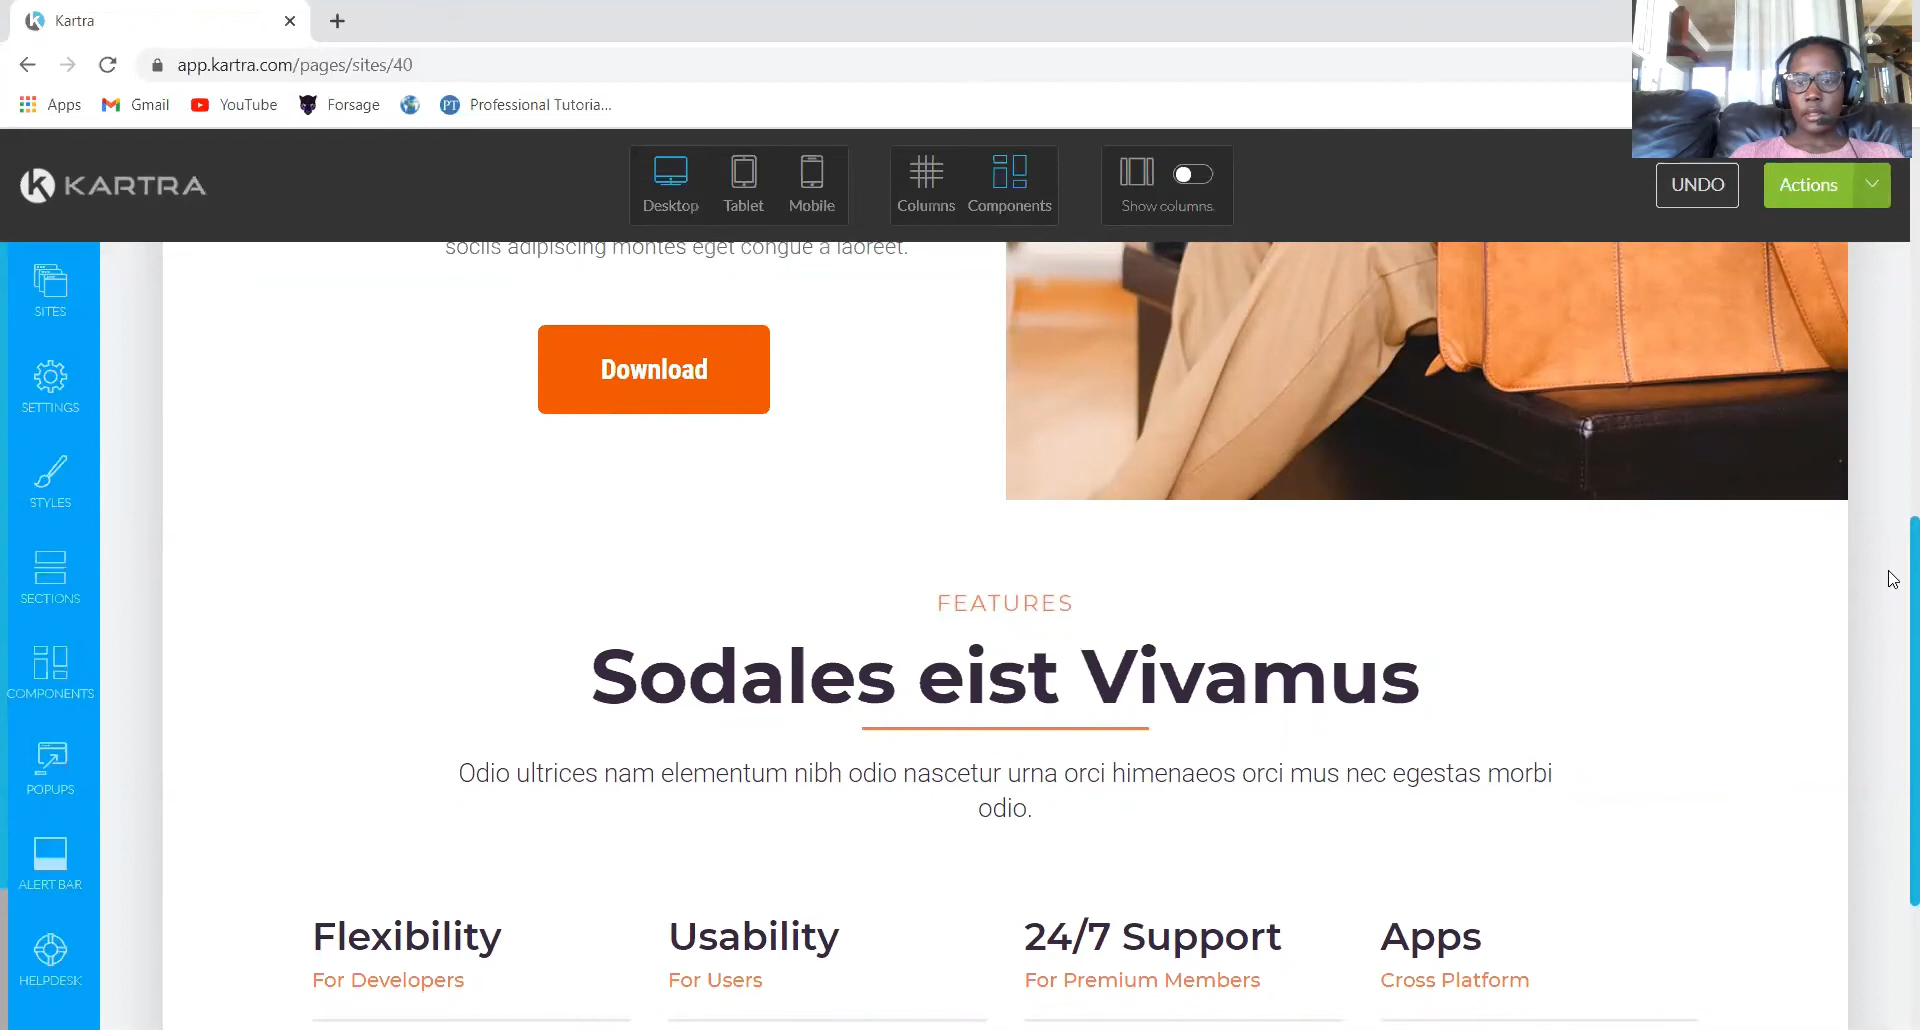 Kartra
app.kartra.com/pages/sites/40
Apps Gmail YouTube Forsage PT Professional Tutoria...
KARTRA
Desktop Tablet Mobile Columns Components Show columns
UNDO Actions
SITES
SETTINGS
STYLES
SECTIONS
COMPONENTS
POPUPS
ALERT BAR
HELPDESK
sociis adipiscing montes eget congue a laoreet.
Download
FEATURES
Sodales eist Vivamus
Odio ultrices nam elementum nibh odio nascetur urna orci himenaeos orci mus nec egestas morbi
odio.
Flexibility
For Developers
Usability
For Users
24/7 Support
For Premium Members
Apps
Cross Platform